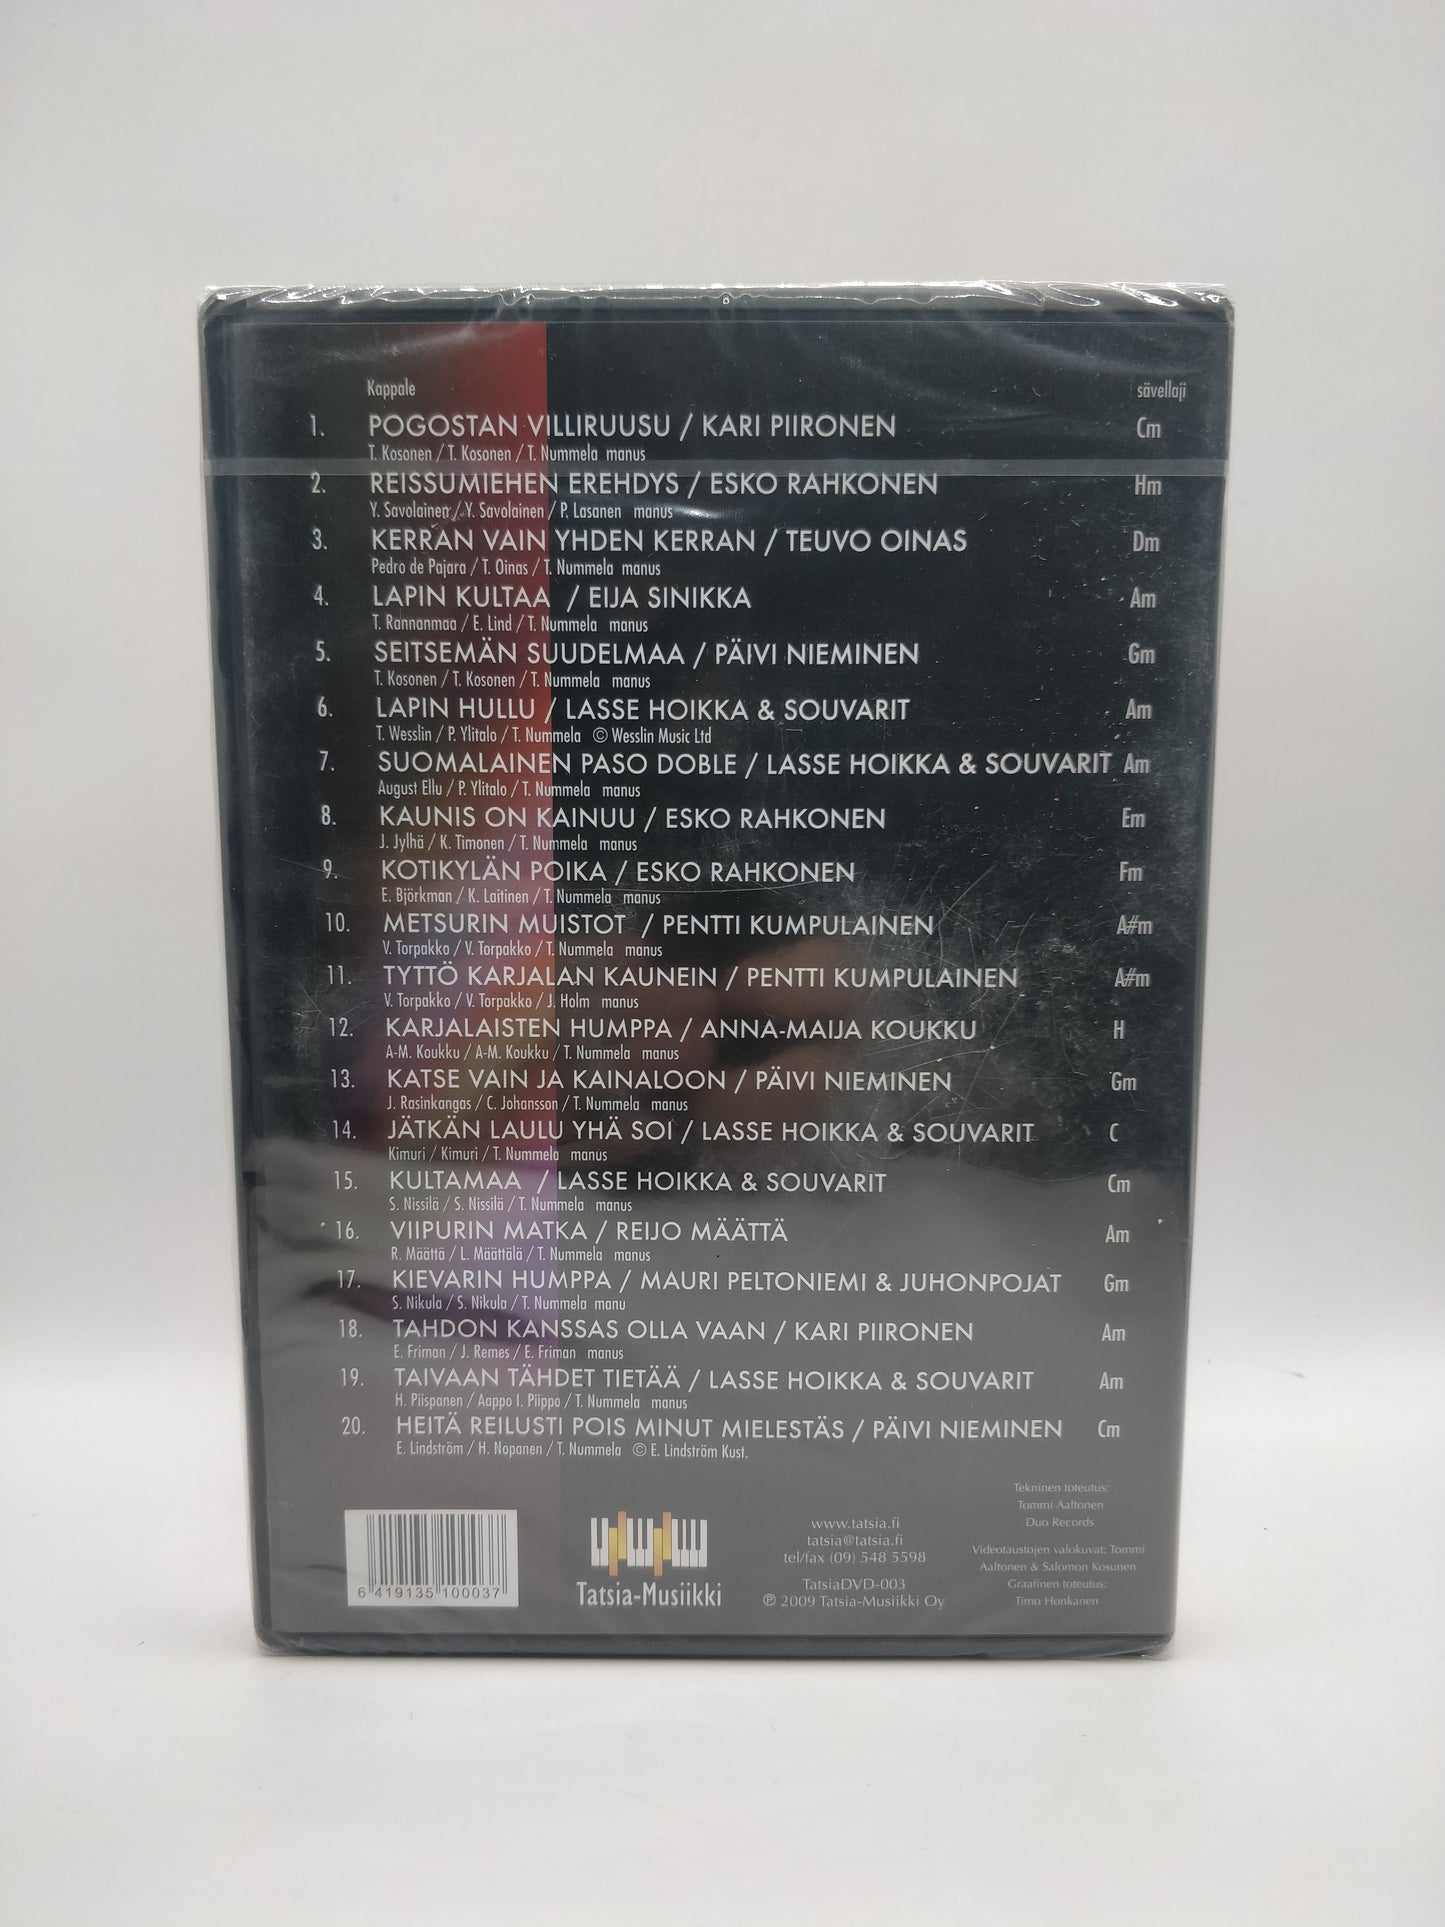 Kappale sävellaji
1. POGOSTAN VILLIRUUSU / KARI PIIRONEN Cm
T. Kosonen / T. Kosonen / T. Nummela manus
2. REISSUMIEHEN EREHDYS / ESKO RAHKONEN Hm
Y. Savolainen / Y. Savolainen / P. Lasanen manus
3. KERRAN VAIN YHDEN KERRAN / TEUVO OINAS Dm
Pedro de Pajara / T. Oinas / T. Nummela manus
4. LAPIN KULTAA / EIJA SINIKKA Am
T. Rannanmaa / E. Lind / T. Nummela manus
5. SEITSEMÄN SUUDELMAA / PÄIVI NIEMINEN Gm
T. Kosonen / T. Kosonen / T. Nummela manus
6. LAPIN HULLU / LASSE HOIKKA & SOUVARIT Am
T. Wesslin / P. Ylitalo / T. Nummela © Wesslin Music Ltd
7. SUOMALAINEN PASO DOBLE / LASSE HOIKKA & SOUVARIT Am
August Ellu / P. Ylitalo / T. Nummela manus
8. KAUNIS ON KAINUU / ESKO RAHKONEN Em
J. Jylhä / K. Timonen / T. Nummela manus
9. KOTIKYLÄN POIKA / ESKO RAHKONEN Fm
E. Björkman / K. Laitinen / T. Nummela manus
10. METSURIN MUISTOT / PENTTI KUMPULAINEN A#m
V. Torpakko / V. Torpakko / T. Nummela manus
11. TYTTÖ KARJALAN KAUNEIN / PENTTI KUMPULAINEN A#m
V. Torpakko / V. Torpakko / J. Holm manus
12. KARJALAISTEN HUMPPA / ANNA-MAIJA KOUKKU H
A-M. Koukku / A-M. Koukku / T. Nummela manus
13. KATSE VAIN JA KAINALOON / PÄIVI NIEMINEN Gm
J. Rasinkangas / C. Johansson / T. Nummela manus
14. JÄTKÄN LAULU YHÄ SOI / LASSE HOIKKA & SOUVARIT C
Kimuri / Kimuri / T. Nummela manus
15. KULTAMAA / LASSE HOIKKA & SOUVARIT Cm
S. Nissilä / S. Nissilä / T. Nummela manus
16. VIIPURIN MATKA / REIJO MÄÄTTÄ Am
R. Määttä / L. Määttälä / T. Nummela manus
17. KIEVARIN HUMPPA / MAURI PELTONIEMI & JUHONPOJAT Gm
S. Nikula / S. Nikula / T. Nummela manu
18. TAHDON KANSSAS OLLA VAAN / KARI PIIRONEN Am
E. Friman / J. Remes / E. Friman manus
19. TAIVAAN TÄHDET TIETÄÄ / LASSE HOIKKA & SOUVARIT Am
H. Piispanen / Aappo I. Piippo / T. Nummela manus
20. HEITÄ REILUSTI POIS MINUT MIELESTÄS / PÄIVI NIEMINEN Cm
E. Lindström / H. Nopanen / T. Nummela © E. Lindström Kust.
6 419135 100037
Tatsia-Musiikki
www.tatsia.fi
tatsia@tatsia.fi
tel/fax (09) 548 5598
TatsiaDVD-003
℗ 2009 Tatsia-Musiikki Oy
Tekninen toteutus:
Tommi Aaltonen
Duo Records
Videotaustojen valokuvat: Tommi
Aaltonen & Salomon Kosunen
Graafinen toteutus:
Timo Honkanen